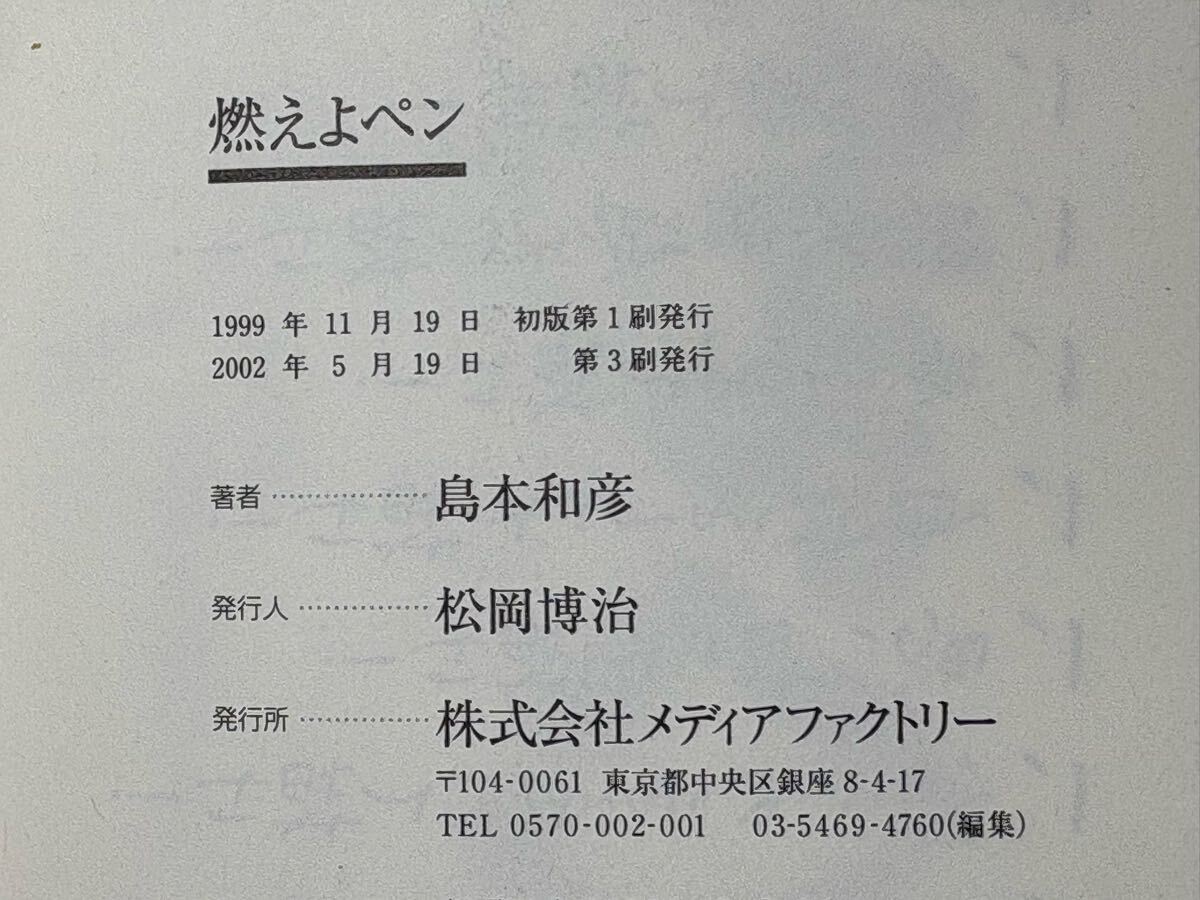 燃えよペン
1999 年 11 月 19 日 初版第1刷発行
2002 年 5 月 19 日 第3刷発行
著者 ………………… 島本和彦
発行人 ……………… 松岡博治
発行所 ……………… 株式会社メディアファクトリー
〒104-0061 東京都中央区銀座 8-4-17
TEL 0570-002-001 03-5469-4760(編集)